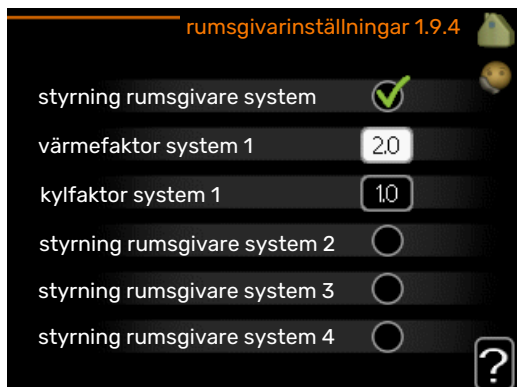 rumsgivarinställningar 1.9.4
styrning rumsgivare system
värmefaktor system 1
2.0
kylfaktor system 1
1.0
styrning rumsgivare system 2
styrning rumsgivare system 3
styrning rumsgivare system 4
?